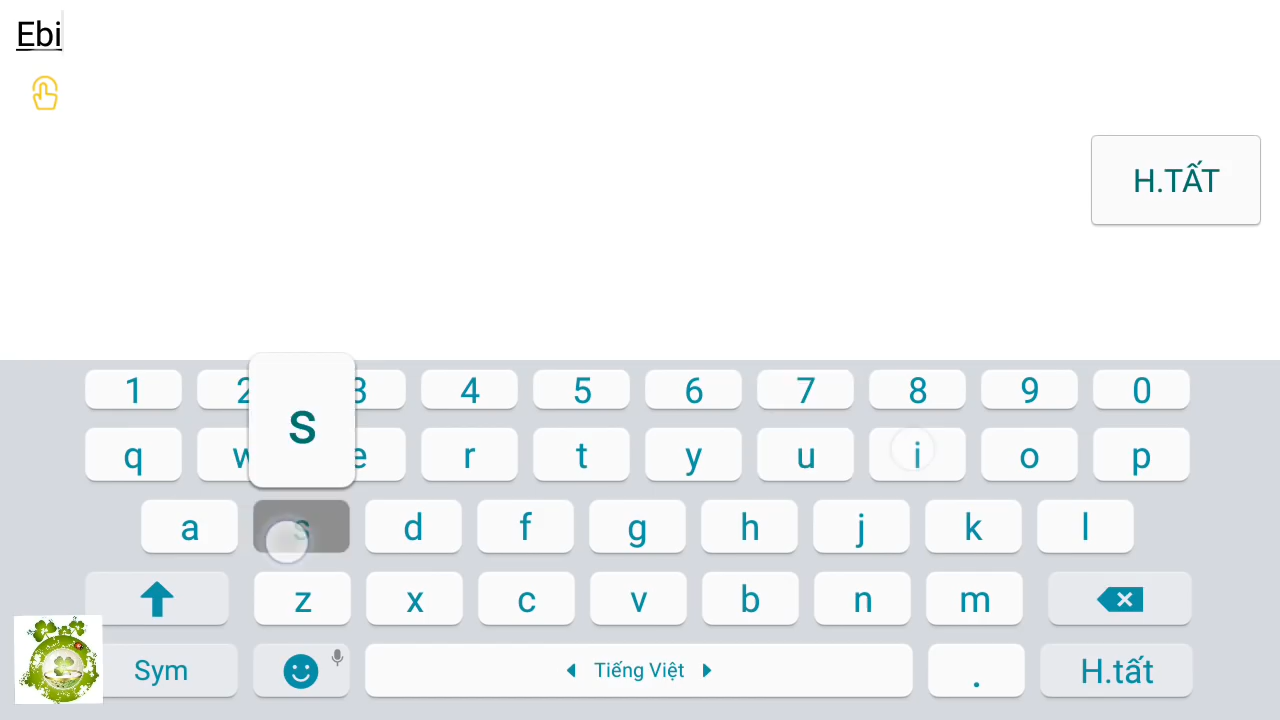 Ebi
H.TẤT
1 2 3 4 5 6 7 8 9 0
s
q w e r t y u i o p
a s d f g h j k l
z x c v b n m
Sym Tiếng Việt . H.tất